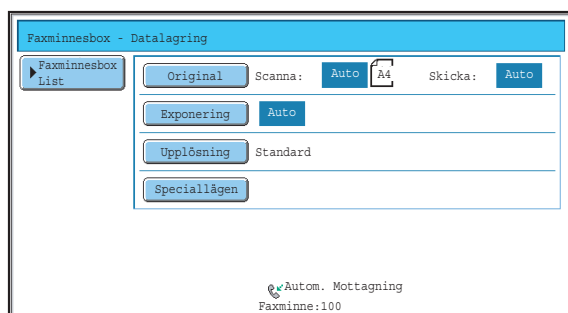 Faxminnesbox - Datalagring
Faxminnesbox
List
Original Scanna: Auto A4 Skicka: Auto
Exponering Auto
Upplösning Standard
Speciallägen
Autom. Mottagning
Faxminne:100